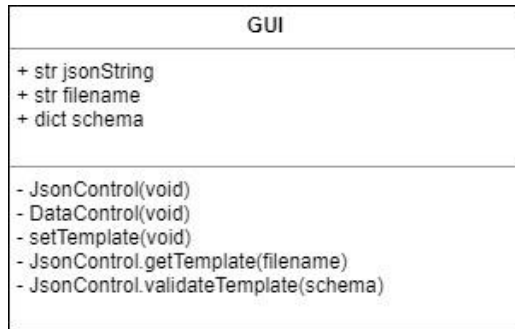 GUI
+ str jsonString
+ str filename
+ dict schema
- JsonControl(void)
- DataControl(void)
- setTemplate(void)
- JsonControl.getTemplate(filename)
- JsonControl.validateTemplate(schema)